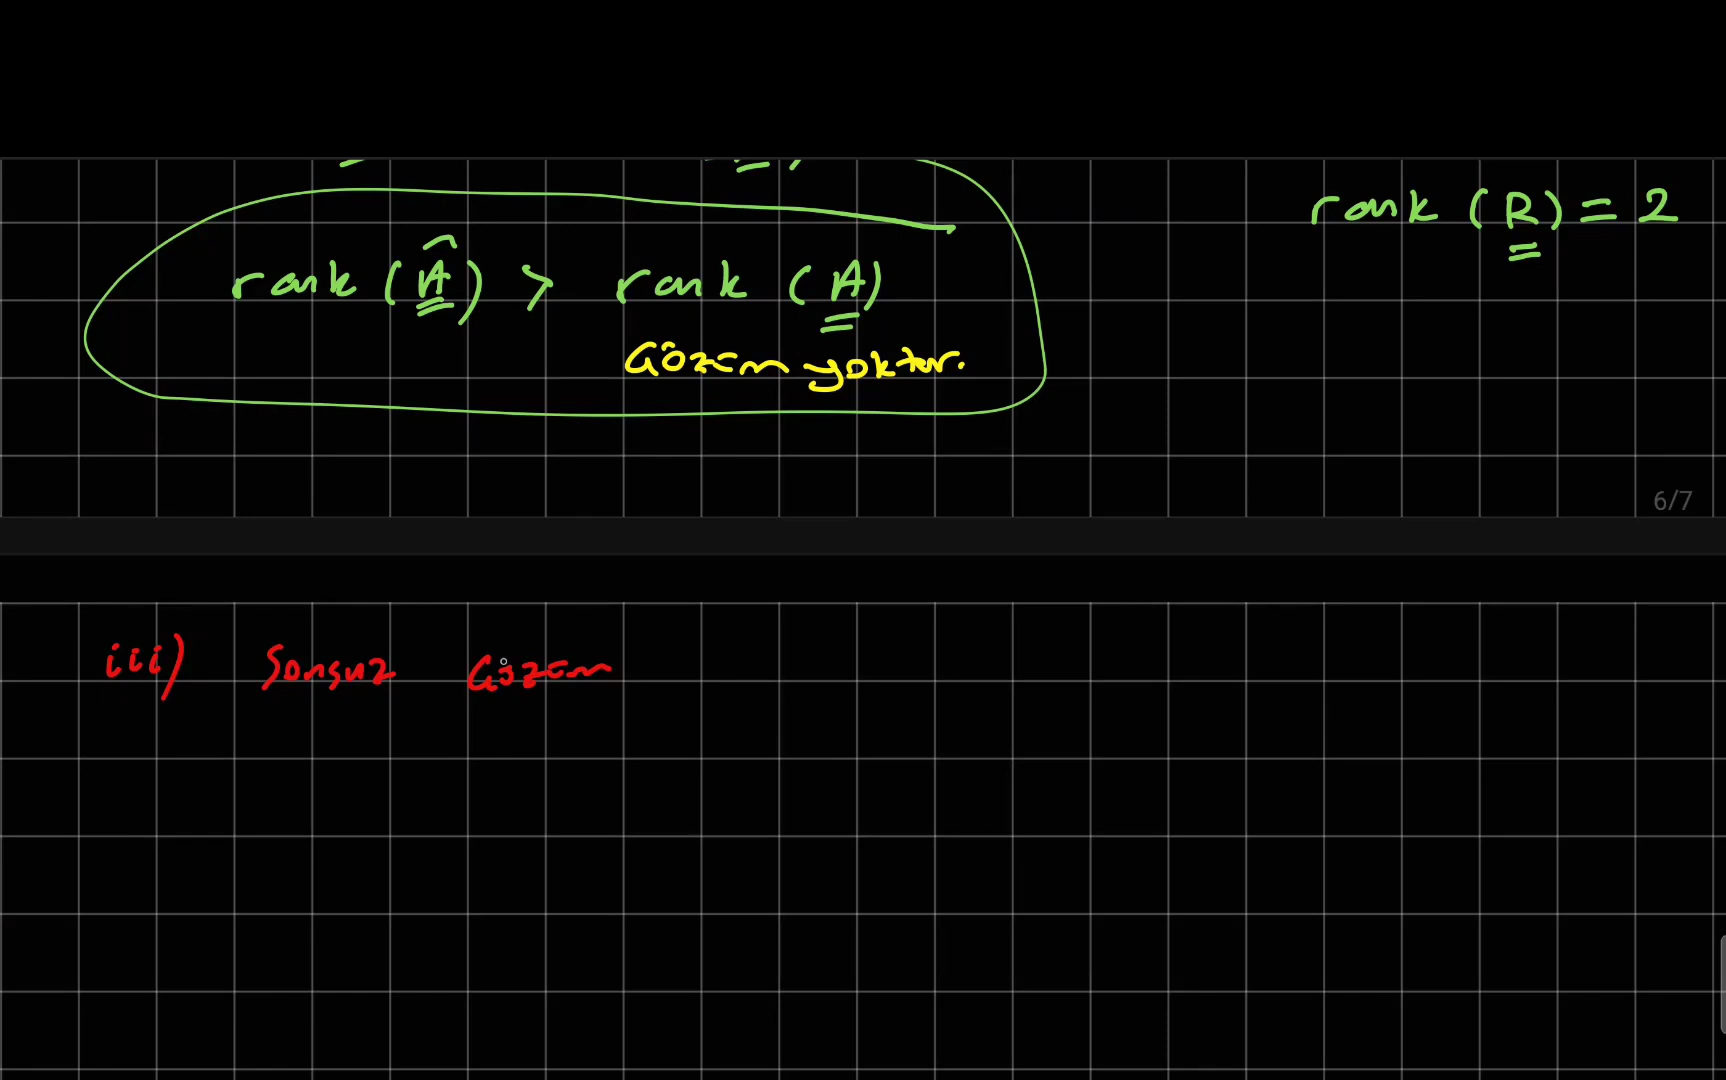 rank (R) = 2
rank (Â) > rank (A)
Çözüm yoktur.
6/7
iii) Sonsuz Çözüm